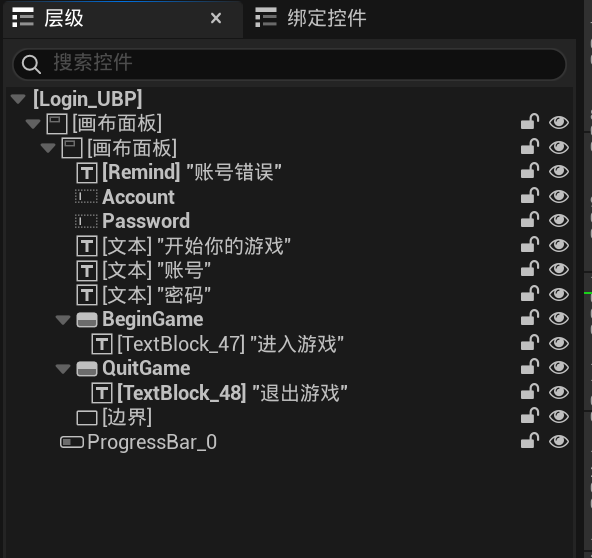 层级 × 绑定控件
搜索控件
[Login_UBP]
[画布面板]
[画布面板]
[Remind] "账号错误"
Account
Password
[文本] "开始你的游戏"
[文本] "账号"
[文本] "密码"
BeginGame
[TextBlock_47] "进入游戏"
QuitGame
[TextBlock_48] "退出游戏"
[边界]
ProgressBar_0